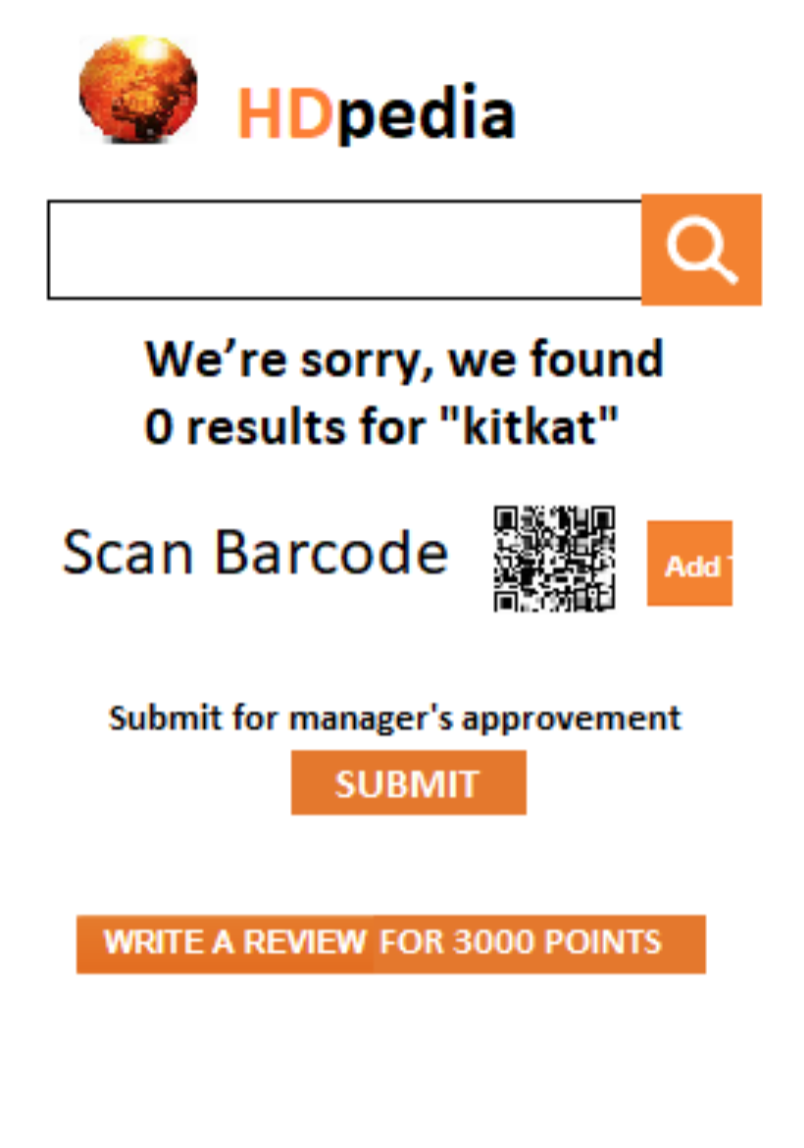 HDpedia
We’re sorry, we found
0 results for "kitkat"
Scan Barcode
Add
Submit for manager's approvement
SUBMIT
WRITE A REVIEW FOR 3000 POINTS